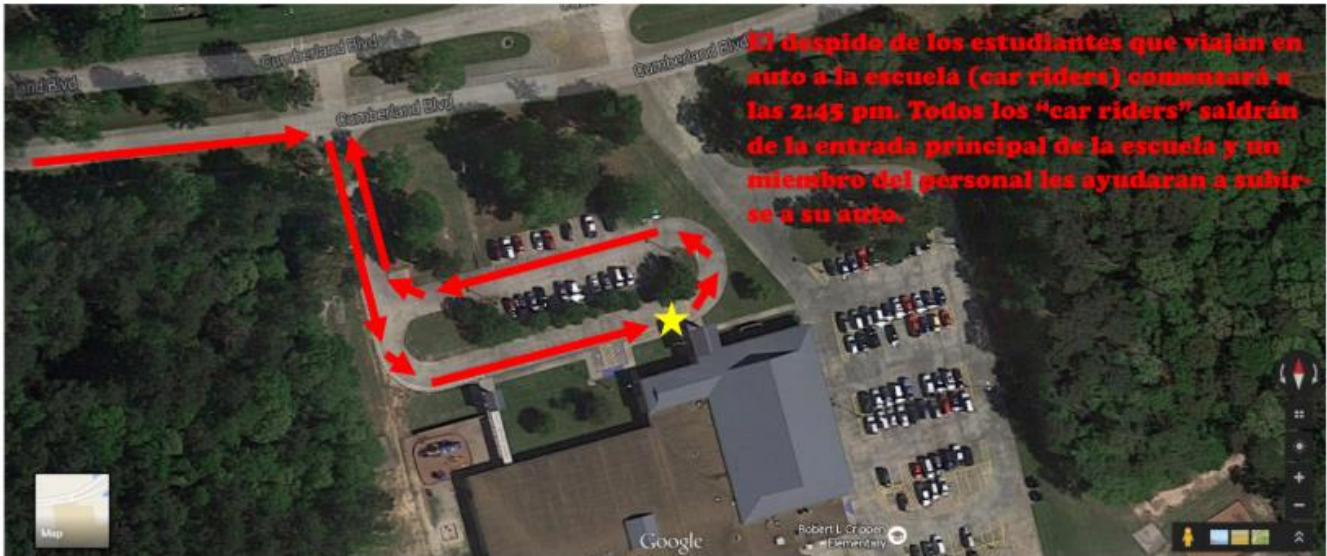 Cumberland Blvd
Cumberland Blvd
land Blvd
Cumberland Blvd
El despido de los estudiantes que viajan en
auto a la escuela (car riders) comenzará a
las 2:45 pm. Todos los “car riders” saldrán
de la entrada principal de la escuela y un
miembro del personal les ayudaran a subir-
se a su auto.
Map
Google
Robert L Crippen
Elementary